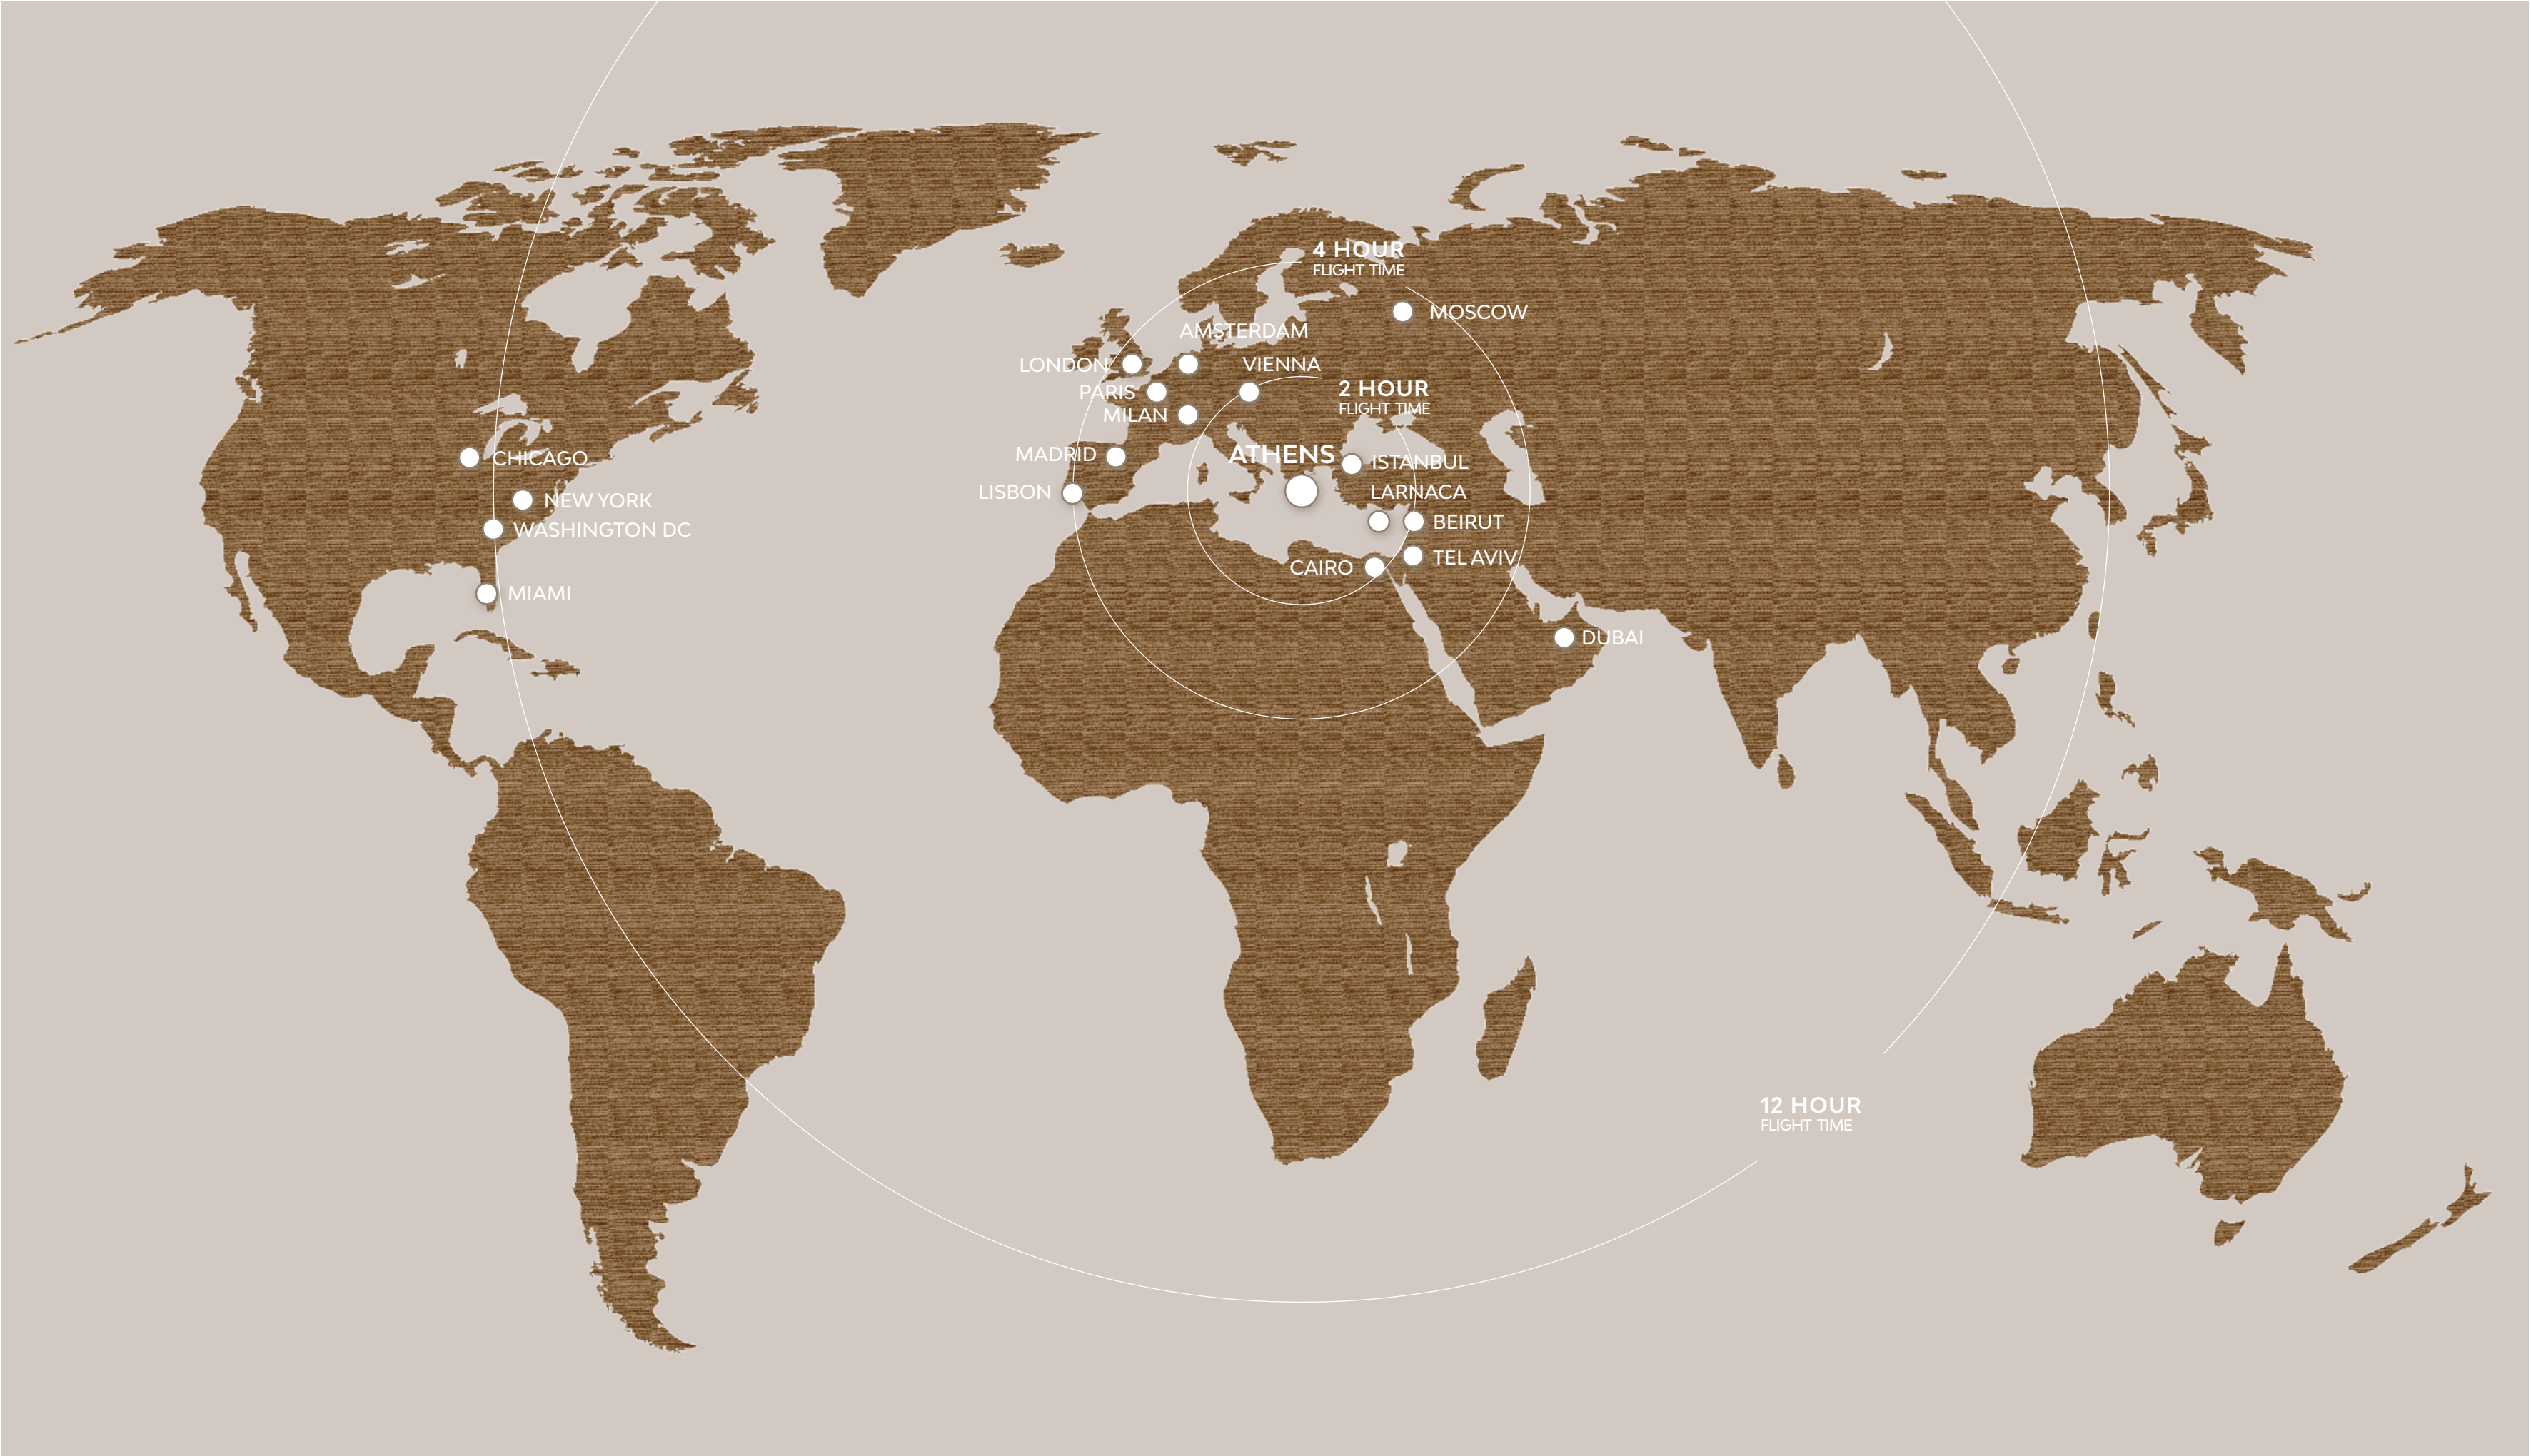 4 HOUR
FLIGHT TIME
MOSCOW
AMSTERDAM
LONDON
VIENNA
PARIS
2 HOUR
FLIGHT TIME
MILAN
MADRID
ATHENS
ISTANBUL
CHICAGO
LISBON
LARNACA
NEW YORK
BEIRUT
WASHINGTON DC
TEL AVIV
CAIRO
MIAMI
DUBAI
12 HOUR
FLIGHT TIME